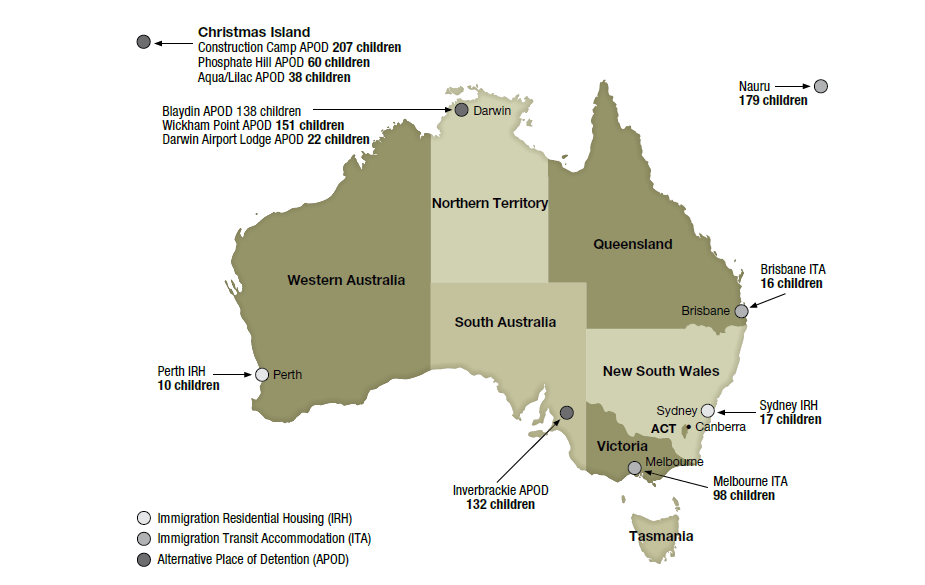 Christmas Island
Construction Camp APOD 207 children
Phosphate Hill APOD 60 children
Aqua/Lilac APOD 38 children
Nauru
179 children
Blaydin APOD 138 children
Wickham Point APOD 151 children
Darwin Airport Lodge APOD 22 children
Darwin
Northern Territory
Queensland
Western Australia
Brisbane ITA
16 children
Brisbane
South Australia
Perth IRH
10 children
Perth
New South Wales
Sydney
Sydney IRH
17 children
ACT
Canberra
Victoria
Melbourne
Melbourne ITA
98 children
Inverbrackie APOD
132 children
Tasmania
Immigration Residential Housing (IRH)
Immigration Transit Accommodation (ITA)
Alternative Place of Detention (APOD)